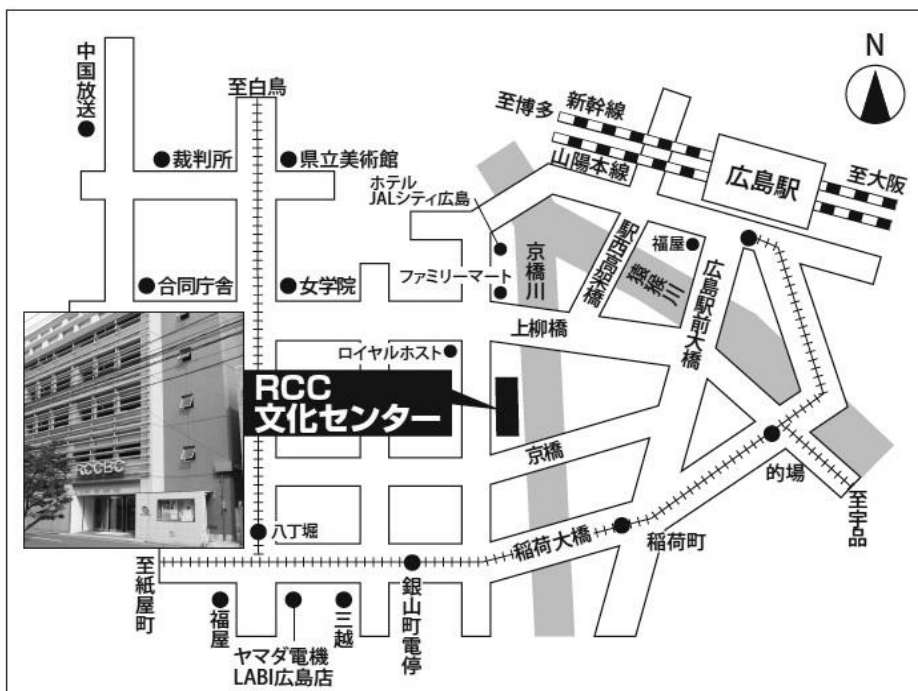 中国放送
至白鳥
N
至博多
新幹線
山陽本線
広島駅
至大阪
裁判所
県立美術館
ホテル
JALシティ広島
京橋川
駅西高架橋
福屋
猿猴川
広島駅前大橋
合同庁舎
女学院
ファミリーマート
上柳橋
ロイヤルホスト
RCC
文化センター
RCCBC
京橋
的場
至宇品
八丁堀
稲荷大橋
稲荷町
至紙屋町
福屋
ヤマダ電機
LABI広島店
三越
銀山町電停